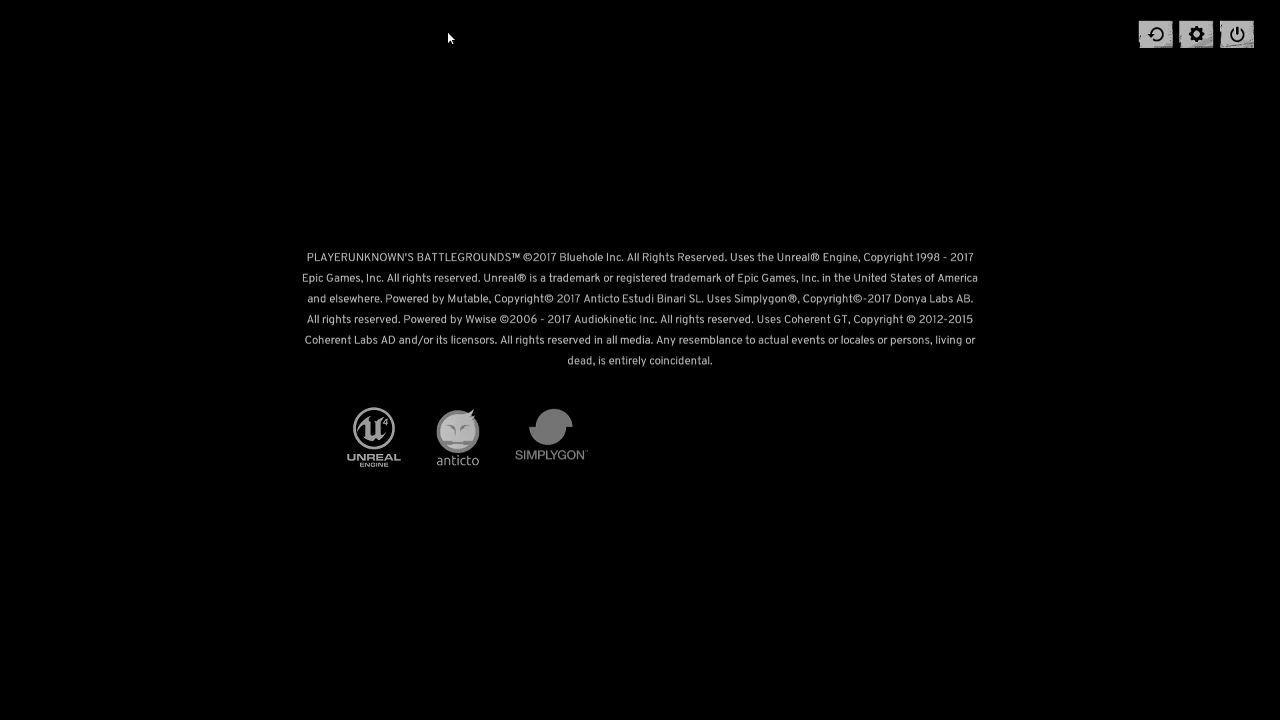 PLAYERUNKNOWN'S BATTLEGROUNDS™ ©2017 Bluehole Inc. All Rights Reserved. Uses the Unreal® Engine, Copyright 1998 - 2017
Epic Games, Inc. All rights reserved. Unreal® is a trademark or registered trademark of Epic Games, Inc. in the United States of America
and elsewhere. Powered by Mutable, Copyright© 2017 Anticto Estudi Binari SL. Uses Simplygon®, Copyright©-2017 Donya Labs AB.
All rights reserved. Powered by Wwise ©2006 - 2017 Audiokinetic Inc. All rights reserved. Uses Coherent GT, Copyright © 2012-2015
Coherent Labs AD and/or its licensors. All rights reserved in all media. Any resemblance to actual events or locales or persons, living or
dead, is entirely coincidental.
U4
UNREAL
ENGINE
anticto
SIMPLYGON